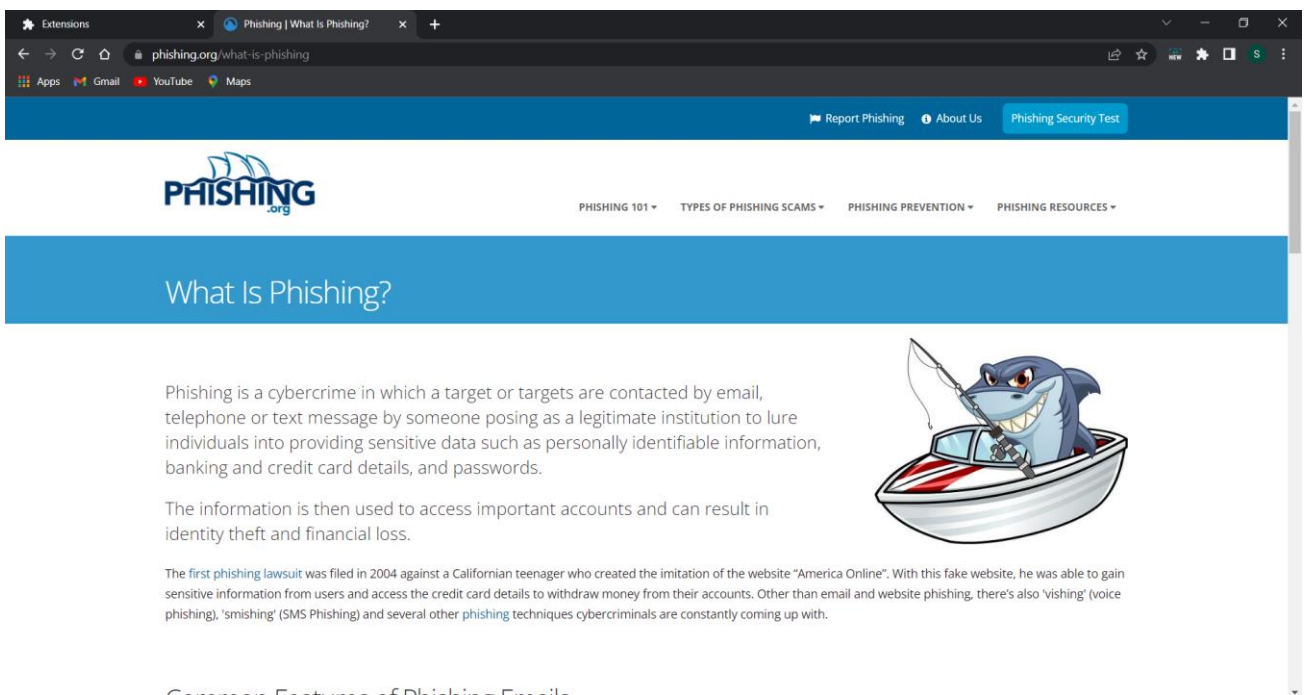 Extensions
Phishing | What Is Phishing?
phishing.org/what-is-phishing
NEW
S
Apps Gmail YouTube Maps
Report Phishing About Us Phishing Security Test
PHISHING
.org
PHISHING 101 TYPES OF PHISHING SCAMS PHISHING PREVENTION PHISHING RESOURCES
What Is Phishing?
Phishing is a cybercrime in which a target or targets are contacted by email,
telephone or text message by someone posing as a legitimate institution to lure
individuals into providing sensitive data such as personally identifiable information,
banking and credit card details, and passwords.
The information is then used to access important accounts and can result in
identity theft and financial loss.
The first phishing lawsuit was filed in 2004 against a Californian teenager who created the imitation of the website “America Online”. With this fake website, he was able to gain
sensitive information from users and access the credit card details to withdraw money from their accounts. Other than email and website phishing, there's also 'vishing' (voice
phishing), 'smishing' (SMS Phishing) and several other phishing techniques cybercriminals are constantly coming up with.
Common Features of Phishing Emails